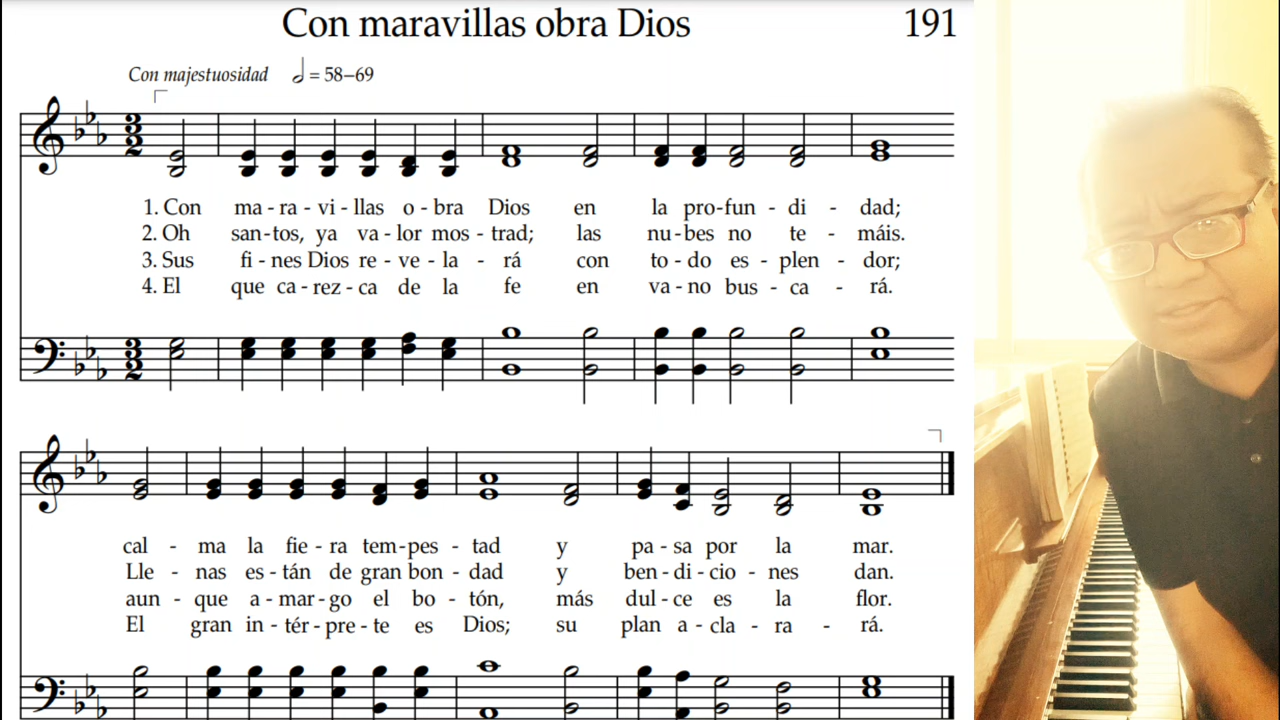 Con maravillas obra Dios 191
Con majestuosidad 𝅗𝅥 = 58–69
3
2
1. Con ma - ra - vi - llas o - bra Dios en la pro-fun - di - dad;
2. Oh san-tos, ya va - lor mos - trad; las nu-bes no te - máis.
3. Sus fi - nes Dios re - ve - la - rá con to - do es - plen - dor;
4. El que ca - rez - ca de la fe en va - no bus - ca - rá.
3
2
cal - ma la fie - ra tem-pes - tad y pa - sa por la mar.
Lle - nas es - tán de gran bon - dad y ben - di - cio - nes dan.
aun - que a - mar - go el bo - tón, más dul - ce es la flor.
El gran in - tér - pre - te es Dios; su plan a - cla - ra - rá.